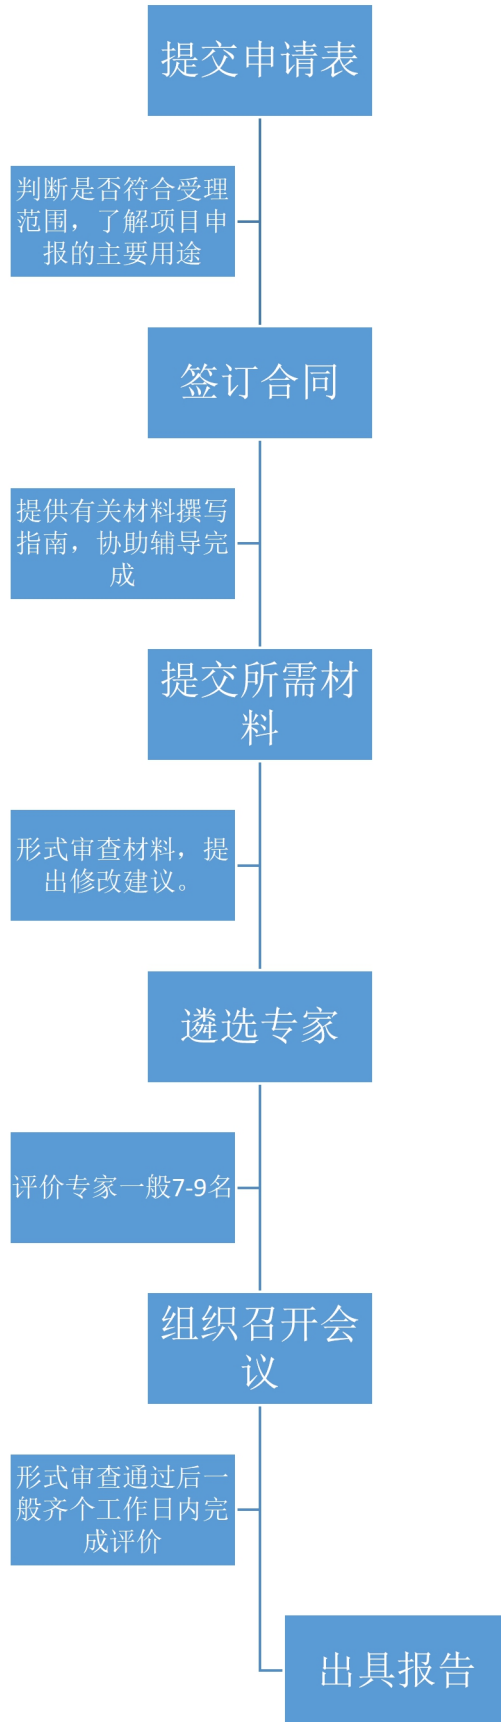 提交申请表
判断是否符合受理
范围，了解项目申
报的主要用途
签订合同
提供有关材料撰写
指南，协助辅导完
成
提交所需材
料
形式审查材料，提
出修改建议。
遴选专家
评价专家一般7-9名
组织召开会
议
形式审查通过后一
般齐个工作日内完
成评价
出具报告